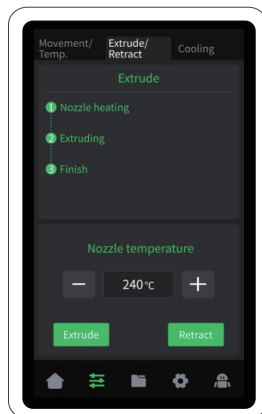 Movement/
Temp.
Extrude/
Retract
Cooling
Extrude
1 Nozzle heating
2 Extruding
3 Finish
Nozzle temperature
− 240°C +
Extrude
Retract